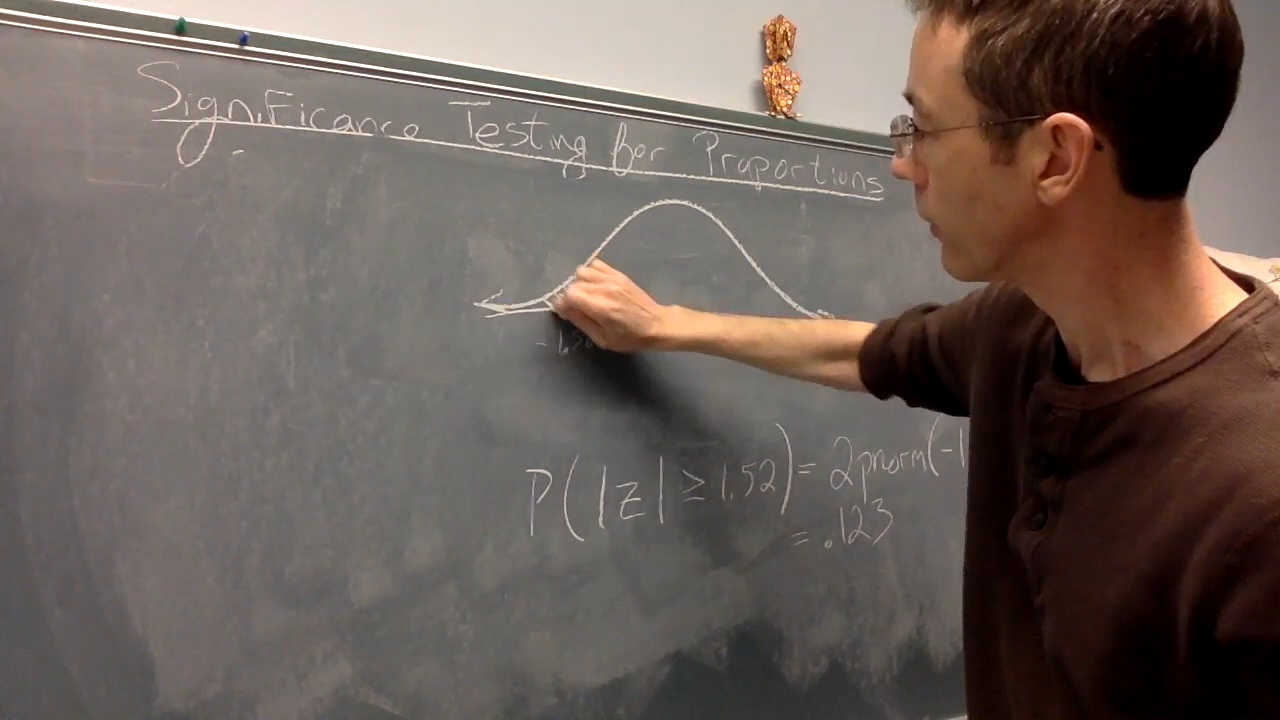 Significance Testing for Proportions
P(|z| ≥ 1.52) = 2pnorm(-1
= .123